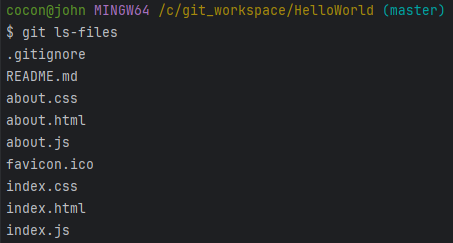 cocon@john MINGW64 /c/git_workspace/HelloWorld (master)
$ git ls-files
.gitignore
README.md
about.css
about.html
about.js
favicon.ico
index.css
index.html
index.js